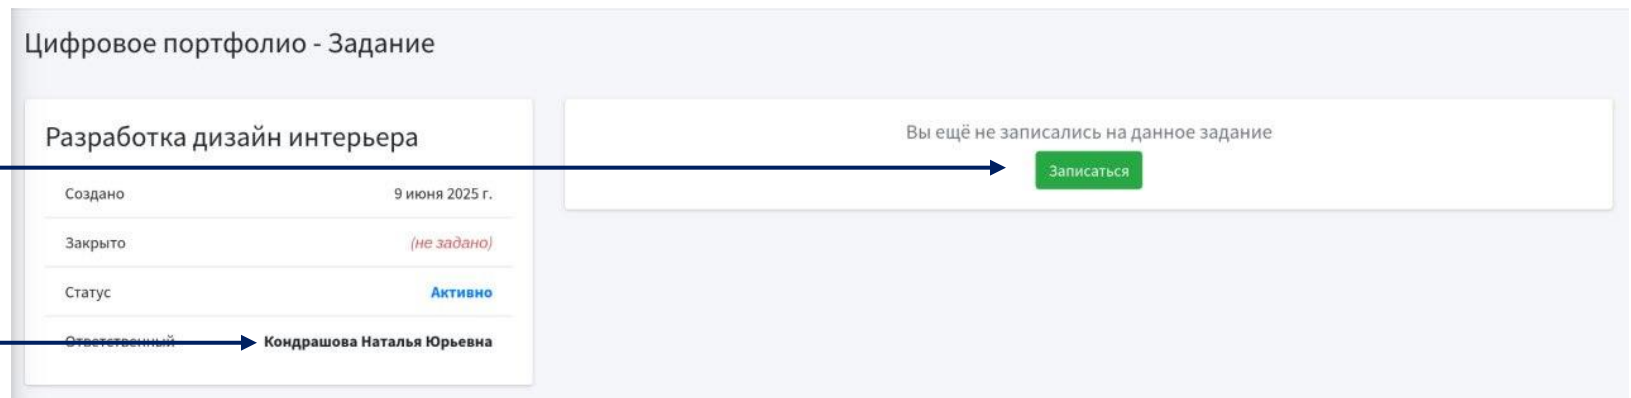 Цифровое портфолио - Задание
Разработка дизайн интерьера
Создано 9 июня 2025 г.
Закрыто (не задано)
Статус Активно
Ответственный Кондрашова Наталья Юрьевна
Вы ещё не записались на данное задание
Записаться